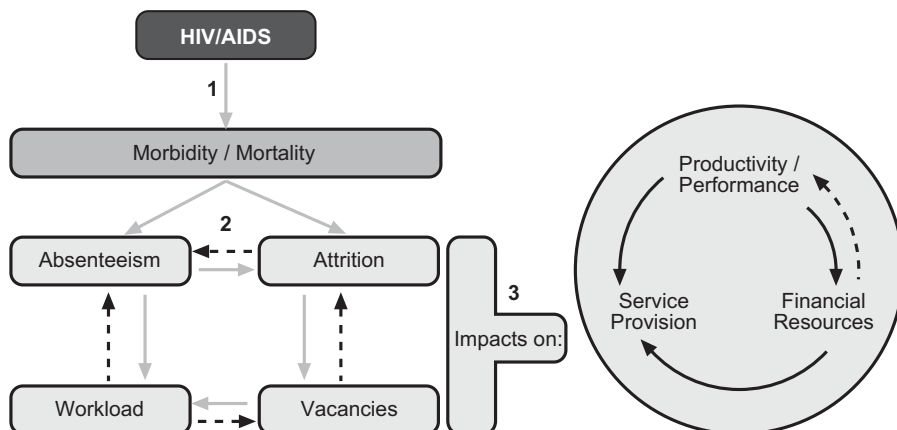 HIV/AIDS
1
Morbidity / Mortality
2
Absenteeism
Attrition
Workload
Vacancies
3
Impacts on:
Productivity /
Performance
Service
Provision
Financial
Resources